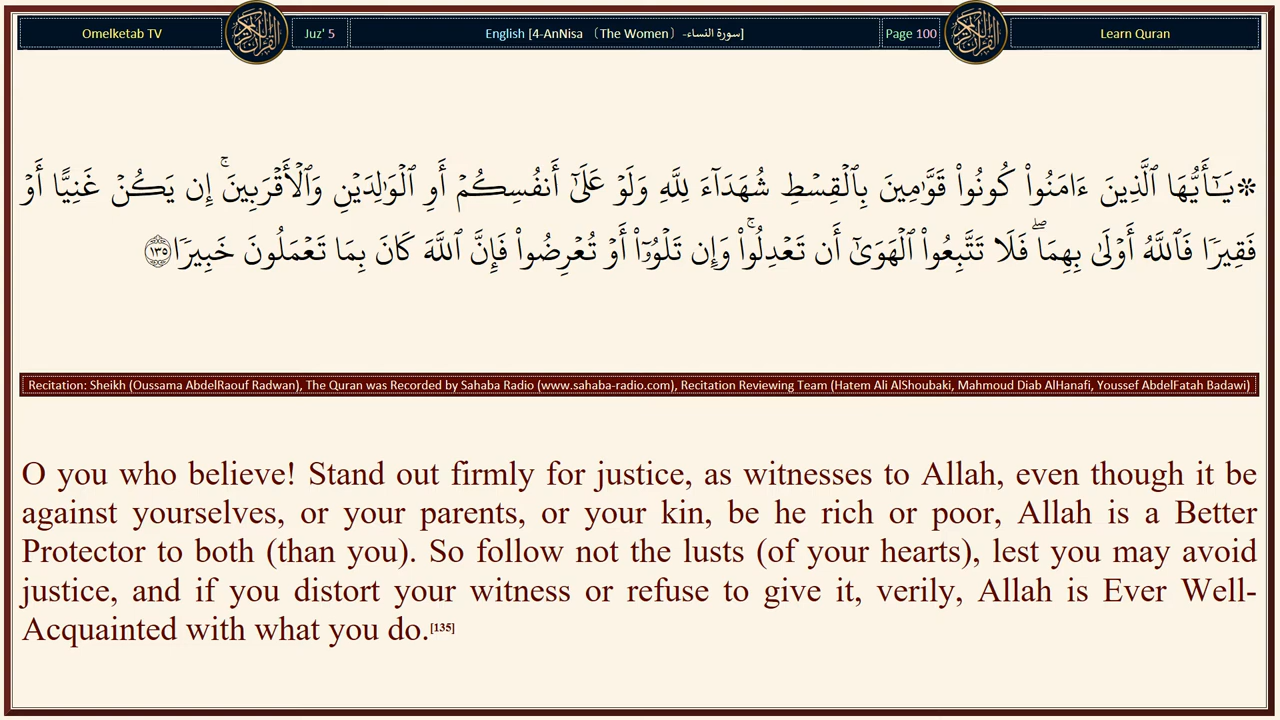 Omelketab TV
Juz' 5
English [4-AnNisa （The Women）-سورة النساء]
Page 100
Learn Quran
۞ يَـٰٓأَيُّهَا ٱلَّذِينَ ءَامَنُوا۟ كُونُوا۟ قَوَّٰمِينَ بِٱلْقِسْطِ شُهَدَآءَ لِلَّهِ وَلَوْ عَلَىٰٓ أَنفُسِكُمْ أَوِ ٱلْوَٰلِدَيْنِ وَٱلْأَقْرَبِينَ ۚ إِن يَكُنْ غَنِيًّا أَوْ
فَقِيرًا فَٱللَّهُ أَوْلَىٰ بِهِمَا ۖ فَلَا تَتَّبِعُوا۟ ٱلْهَوَىٰٓ أَن تَعْدِلُوا۟ ۚ وَإِن تَلْوُۥٓا۟ أَوْ تُعْرِضُوا۟ فَإِنَّ ٱللَّهَ كَانَ بِمَا تَعْمَلُونَ خَبِيرًا ١٣٥
Recitation: Sheikh (Oussama AbdelRaouf Radwan), The Quran was Recorded by Sahaba Radio (www.sahaba-radio.com), Recitation Reviewing Team (Hatem Ali AlShoubaki, Mahmoud Diab AlHanafi, Youssef AbdelFatah Badawi)
O you who believe! Stand out firmly for justice, as witnesses to Allah, even though it be
against yourselves, or your parents, or your kin, be he rich or poor, Allah is a Better
Protector to both (than you). So follow not the lusts (of your hearts), lest you may avoid
justice, and if you distort your witness or refuse to give it, verily, Allah is Ever Well-
Acquainted with what you do.[135]